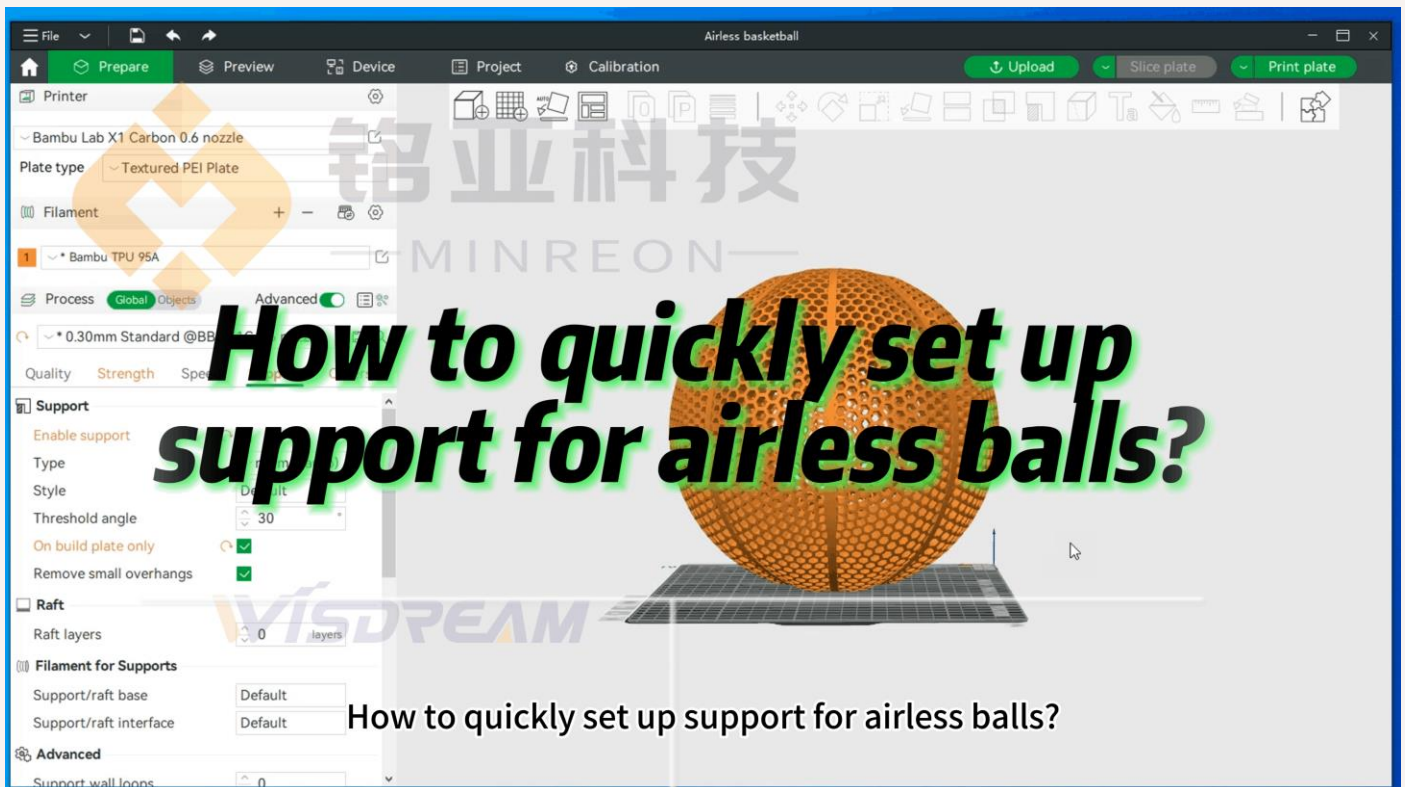 File
Airless basketball
Prepare
Preview
Device
Project
Calibration
Upload
Slice plate
Print plate
Printer
AUTO
Bambu Lab X1 Carbon 0.6 nozzle
铭亚科技
Plate type
Textured PEI Plate
Filament
MINREON
1
* Bambu TPU 95A
Process
Global
Objects
Advanced
* 0.30mm Standard @BB
How to quickly set up
Quality
Strength
Support
support for airless balls?
Enable support
Type
Style
Default
Threshold angle
30
°
On build plate only
Remove small overhangs
Raft
WISDREAM
Raft layers
0
layers
Filament for Supports
Support/raft base
Default
Support/raft interface
Default
How to quickly set up support for airless balls?
Advanced
Support wall loops
0